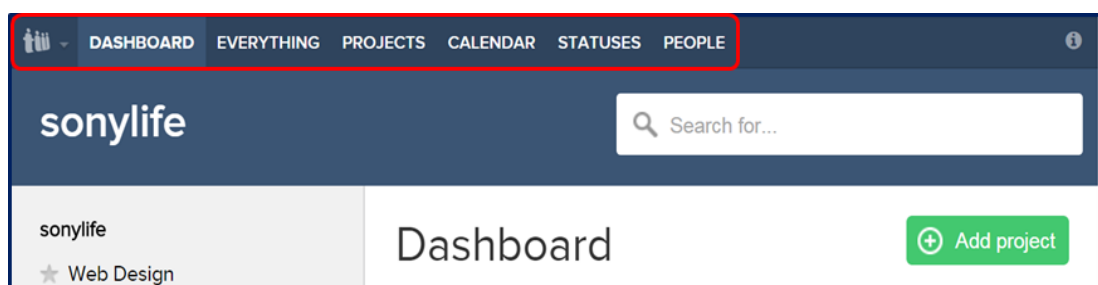 DASHBOARD EVERYTHING PROJECTS CALENDAR STATUSES PEOPLE
sonylife
Search for...
sonylife
Web Design
Dashboard
Add project